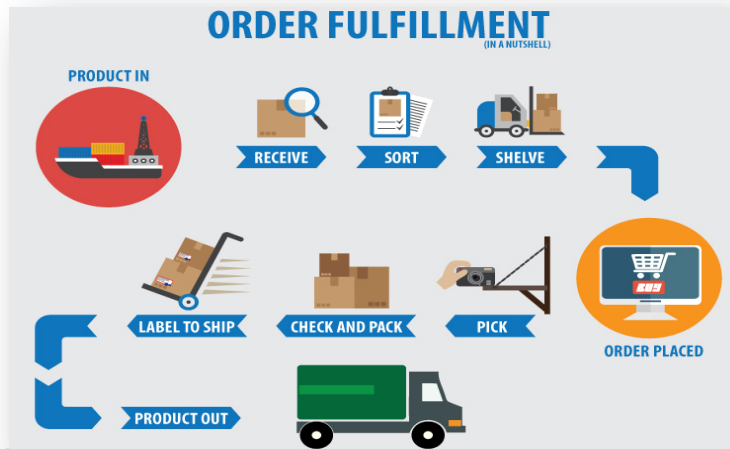 ORDER FULFILLMENT
(IN A NUTSHELL)
PRODUCT IN
RECEIVE
SORT
SHELVE
BUY
ORDER PLACED
PICK
CHECK AND PACK
LABEL TO SHIP
PRODUCT OUT